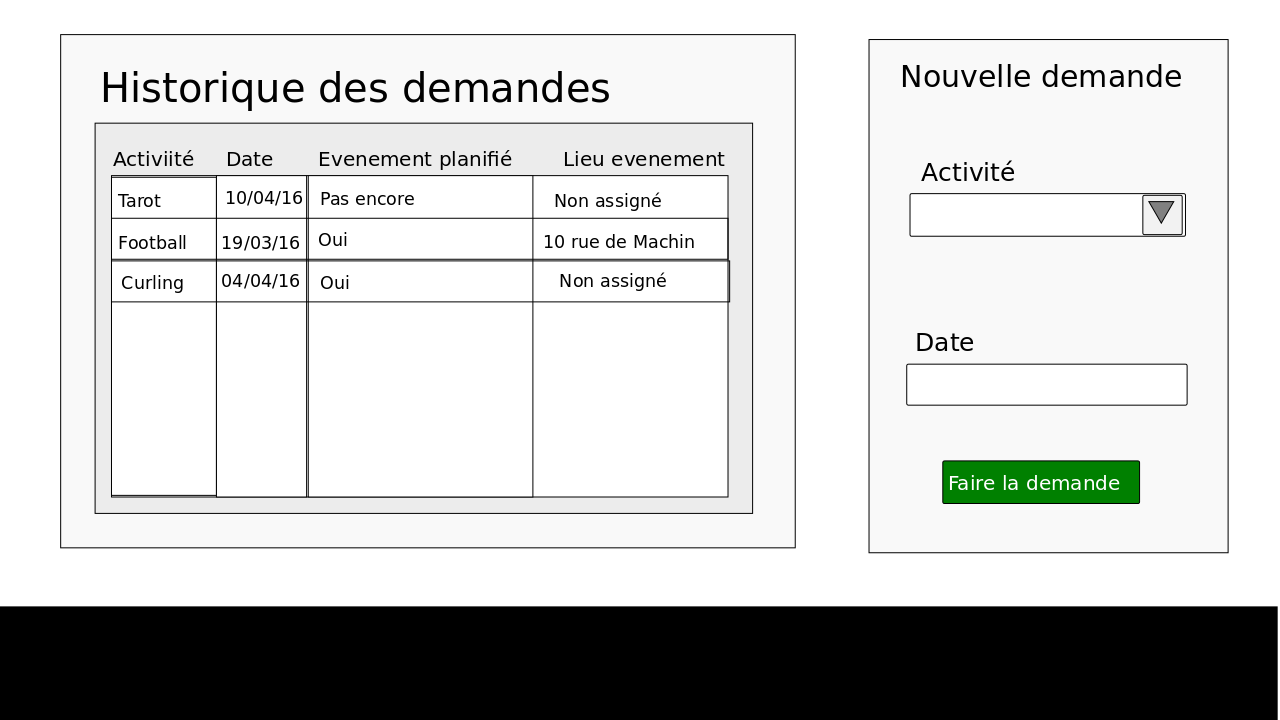 Historique des demandes
Activiité Date Evenement planifié Lieu evenement
Tarot 10/04/16 Pas encore Non assigné
Football 19/03/16 Oui 10 rue de Machin
Curling 04/04/16 Oui Non assigné
Nouvelle demande
Activité
Date
Faire la demande